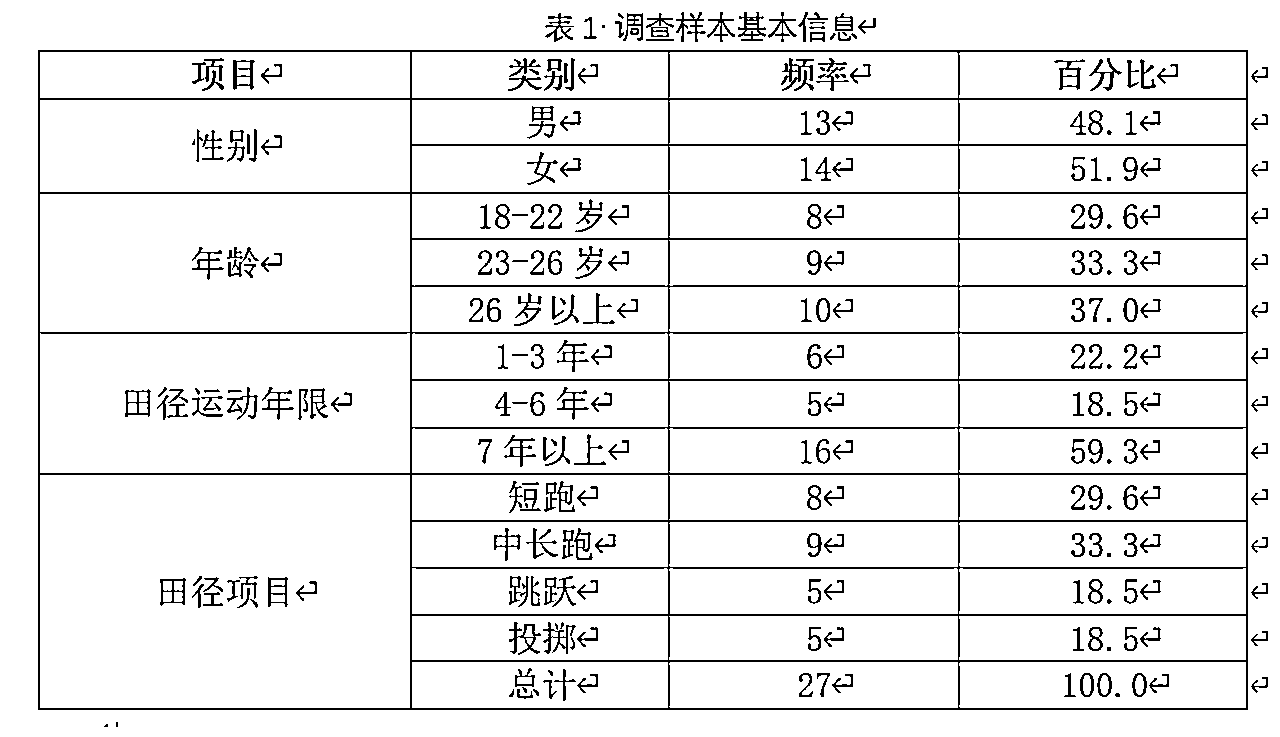 表 1· 调查样本基本信息↵
项目↵ 类别↵ 频率↵ 百分比↵ ↵
性别↵ 男↵ 13↵ 48.1↵ ↵
女↵ 14↵ 51.9↵ ↵
年龄↵ 18-22 岁↵ 8↵ 29.6↵ ↵
23-26 岁↵ 9↵ 33.3↵ ↵
26 岁以上↵ 10↵ 37.0↵ ↵
田径运动年限↵ 1-3 年↵ 6↵ 22.2↵ ↵
4-6 年↵ 5↵ 18.5↵ ↵
7 年以上↵ 16↵ 59.3↵ ↵
田径项目↵ 短跑↵ 8↵ 29.6↵ ↵
中长跑↵ 9↵ 33.3↵ ↵
跳跃↵ 5↵ 18.5↵ ↵
投掷↵ 5↵ 18.5↵ ↵
总计↵ 27↵ 100.0↵ ↵